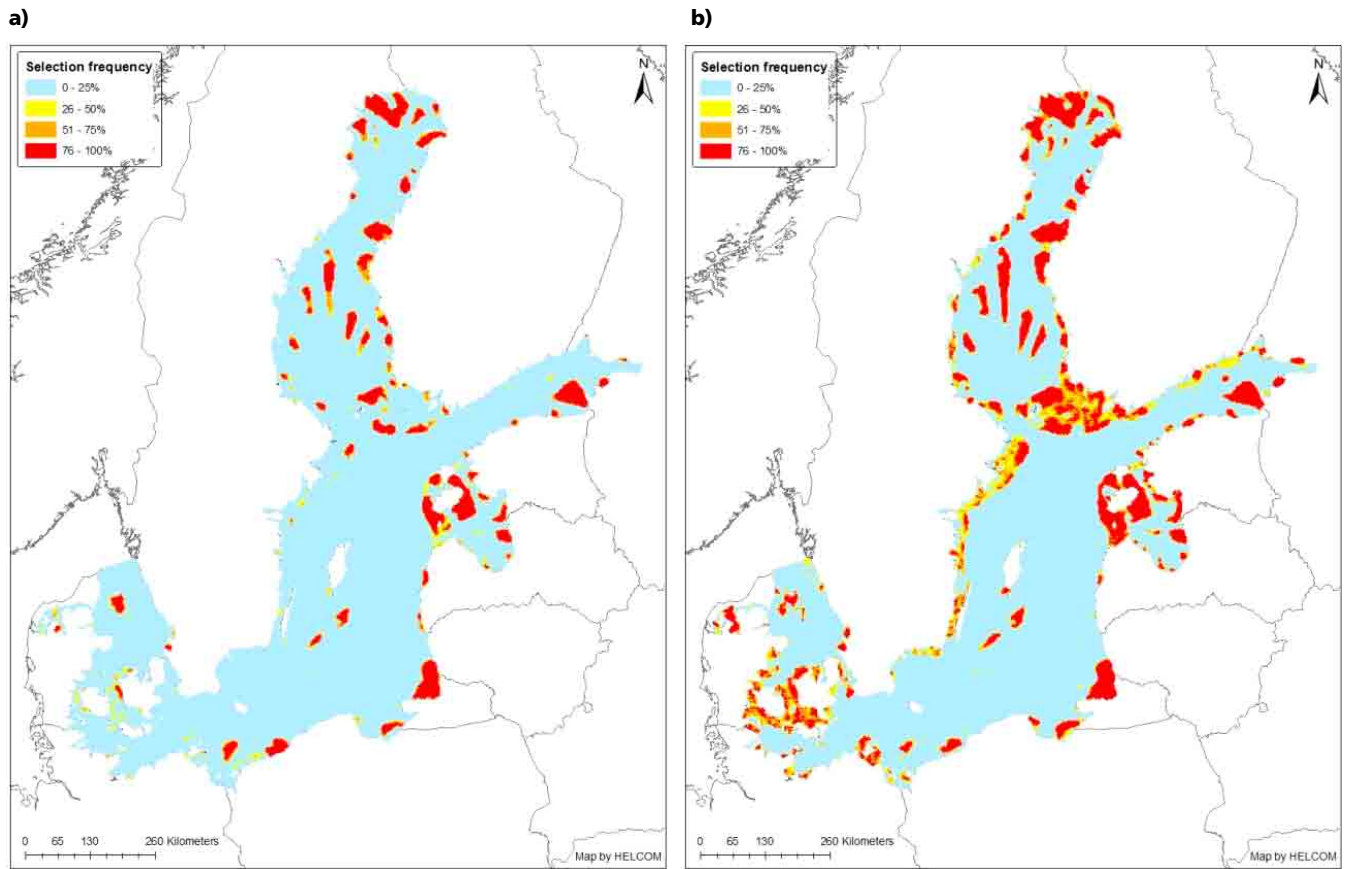 a)
Selection frequency
0 - 25%
26 - 50%
51 - 75%
76 - 100%
N
0 65 130 260 Kilometers
Map by HELCOM
b)
Selection frequency
0 - 25%
26 - 50%
51 - 75%
76 - 100%
N
0 65 130 260 Kilometers
Map by HELCOM